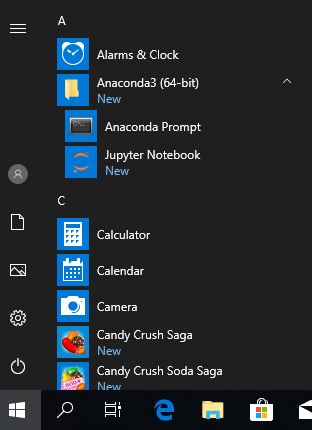 A
Alarms & Clock
Anaconda3 (64-bit)
New
Anaconda Prompt
Jupyter Notebook
New
C
Calculator
Calendar
Camera
Candy Crush Saga
New
Candy Crush Soda Saga
New